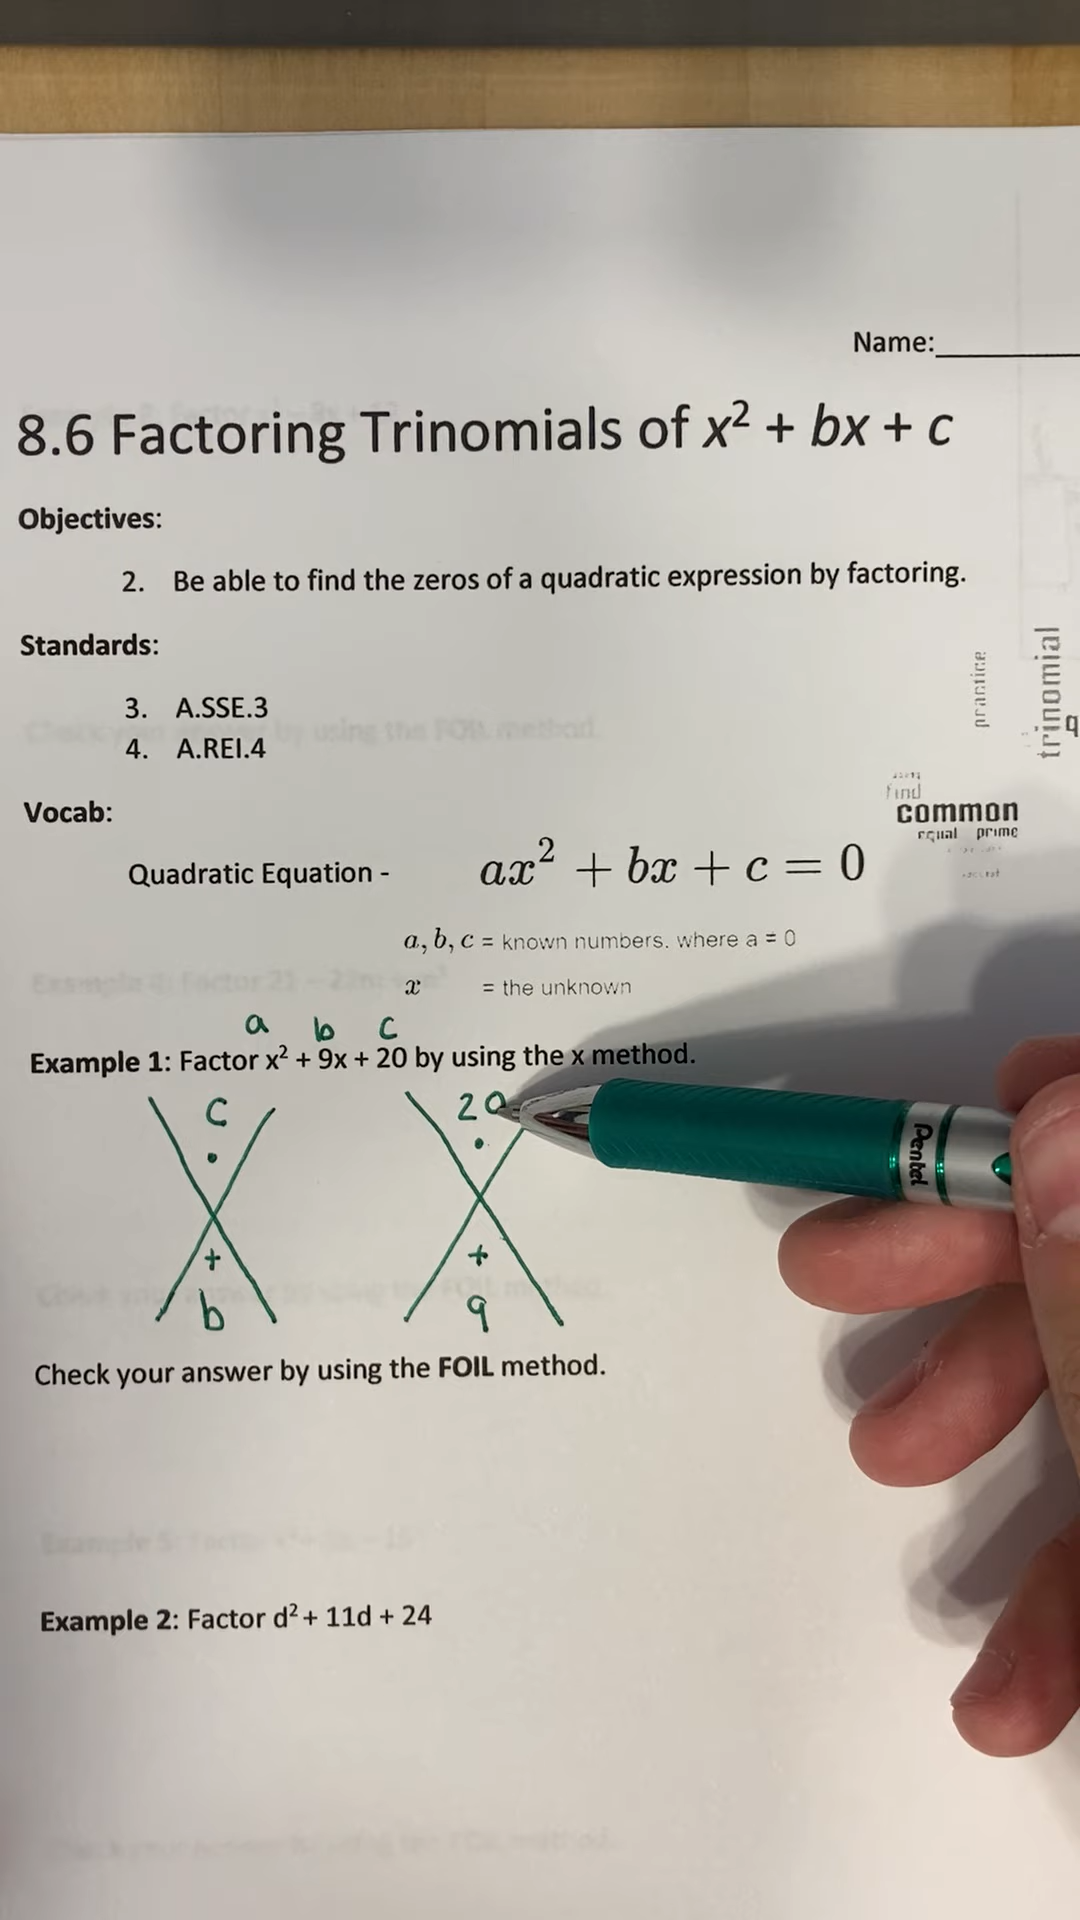 Name:
8.6 Factoring Trinomials of x² + bx + c
Objectives:
2. Be able to find the zeros of a quadratic expression by factoring.
Standards:
3. A.SSE.3
4. A.REI.4
practice
trinomial
q
find
common
equal prime
Vocab:
Quadratic Equation - ax² + bx + c = 0
a, b, c = known numbers. where a = 0
x = the unknown
a b c
Example 1: Factor x² + 9x + 20 by using the x method.
C 20
• •
+ +
b 9
Pentel
Check your answer by using the FOIL method.
Example 2: Factor d² + 11d + 24